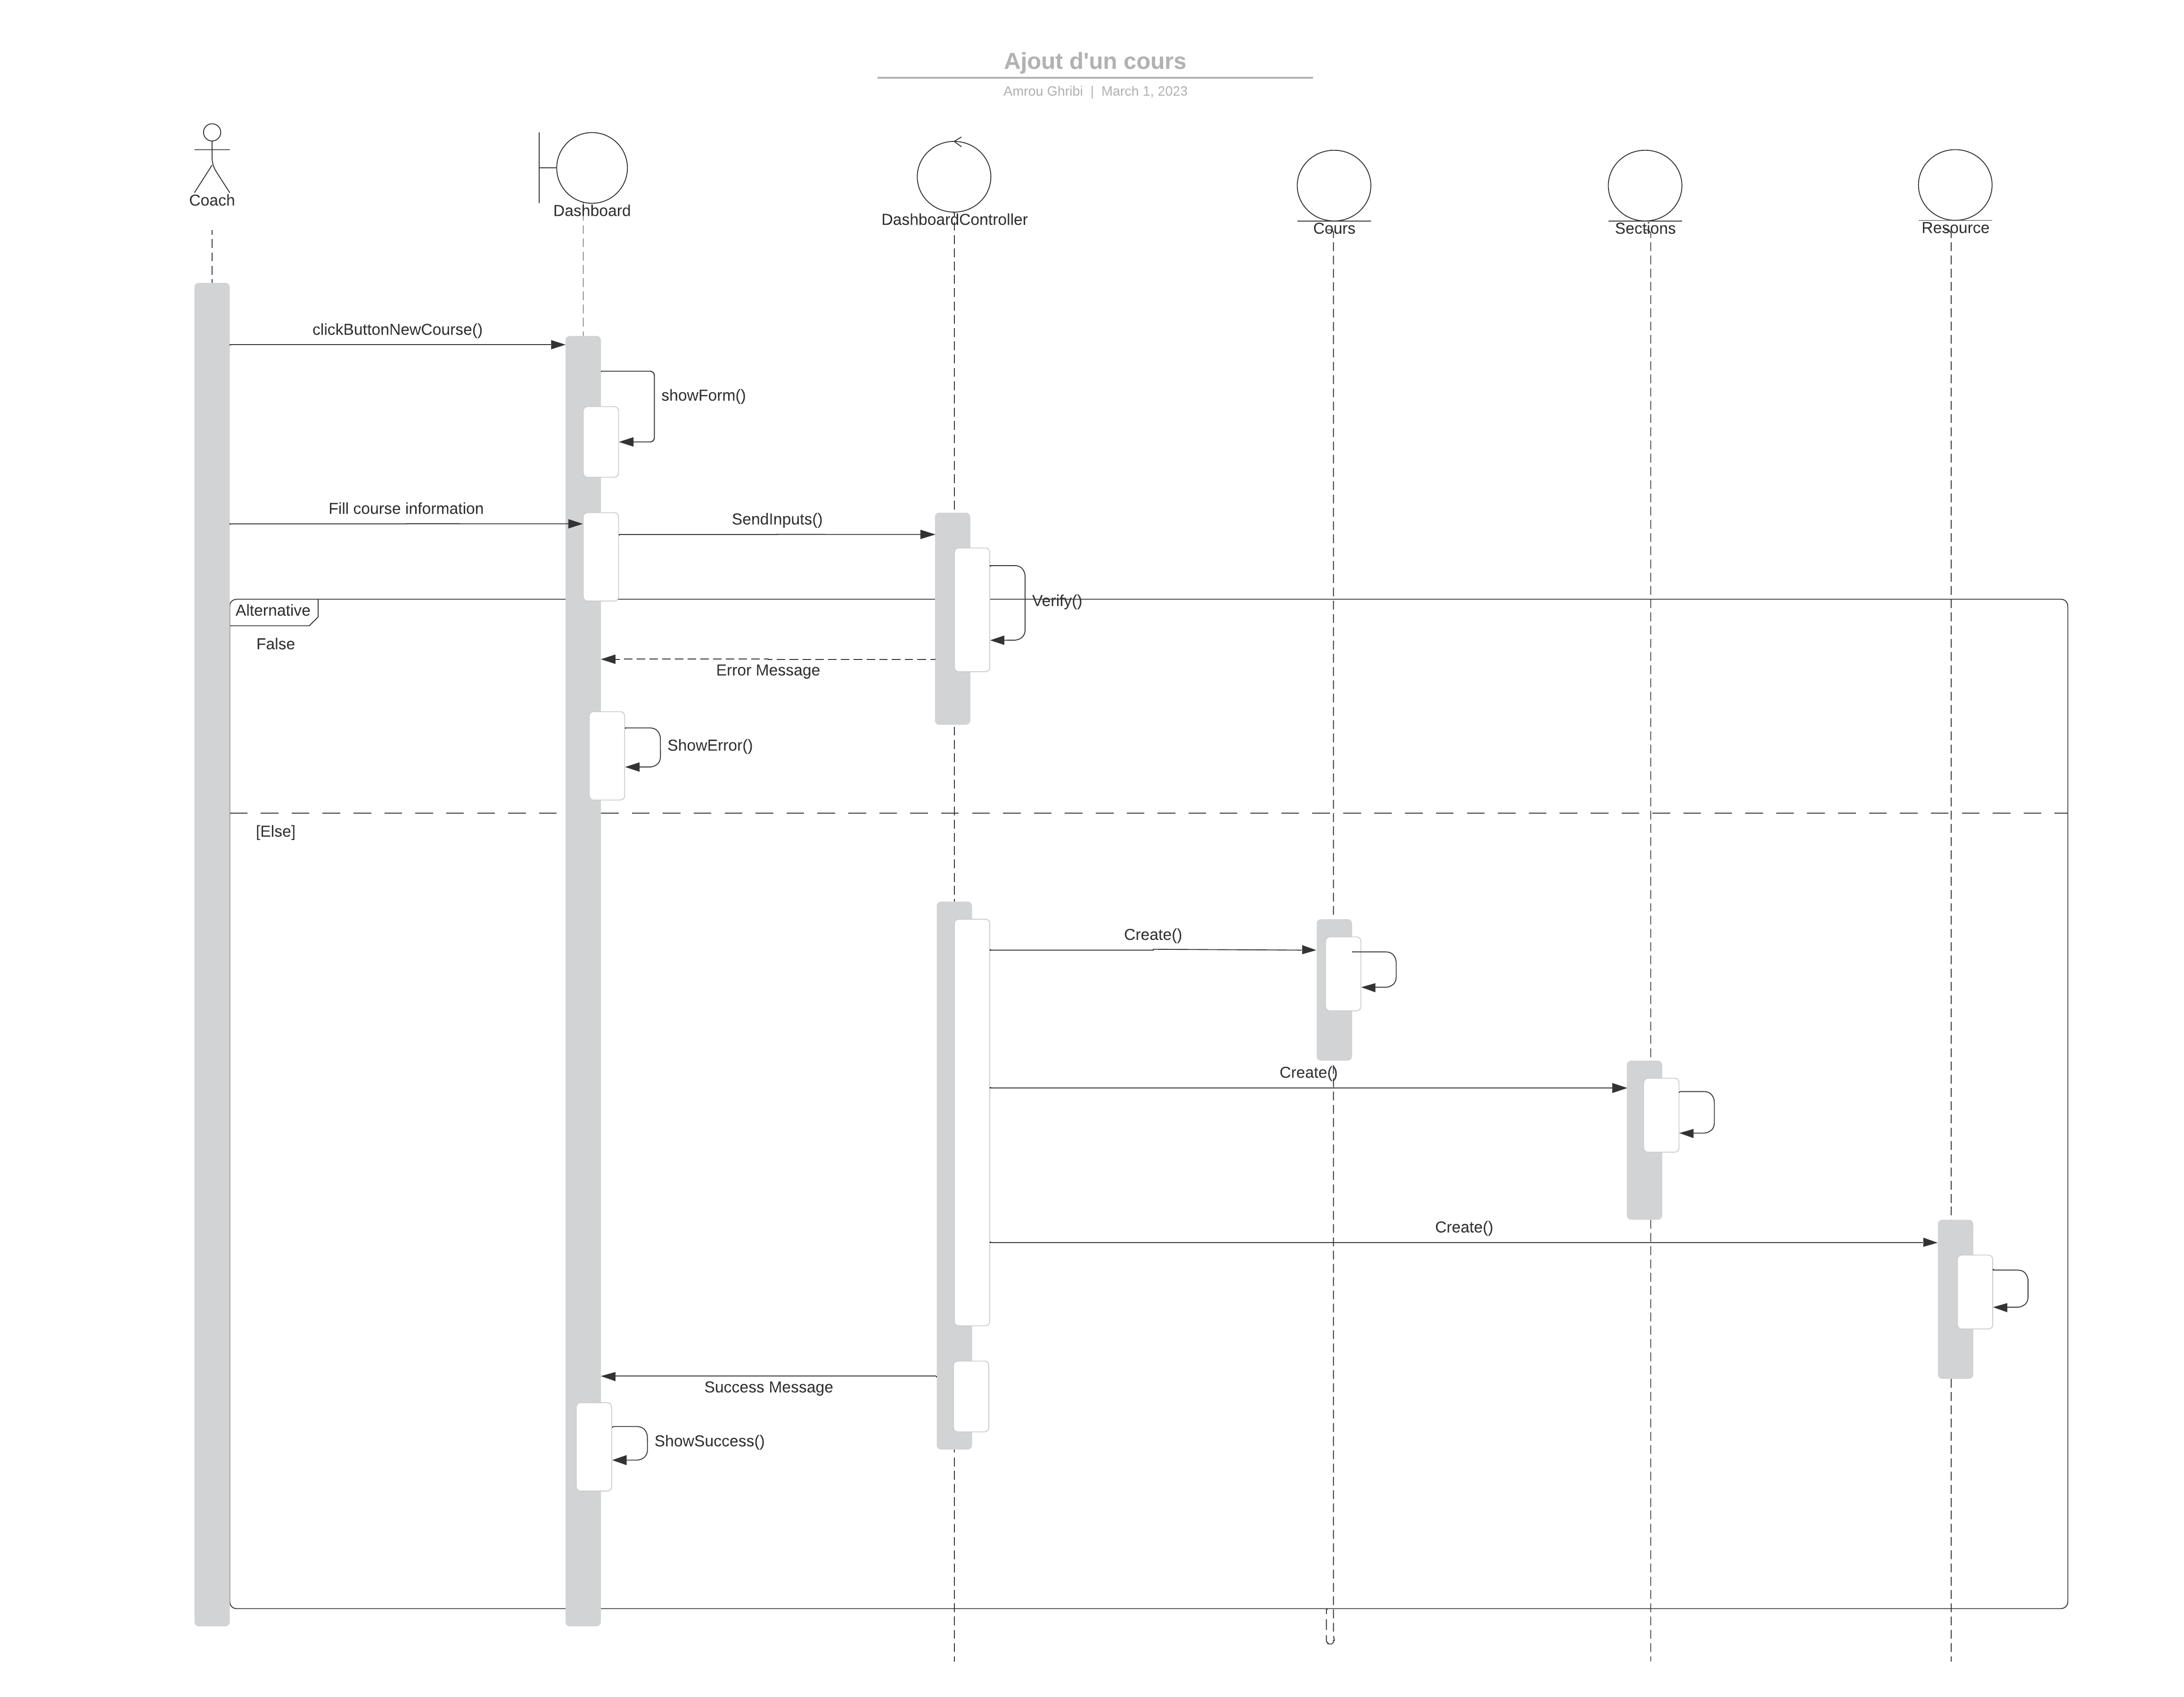 Ajout d'un cours
Amrou Ghribi | March 1, 2023
Coach
Dashboard
DashboardController
Cours
Sections
Resource
clickButtonNewCourse()
showForm()
Fill course information
SendInputs()
Verify()
Alternative
False
Error Message
ShowError()
[Else]
Create()
Create()
Create()
Success Message
ShowSuccess()